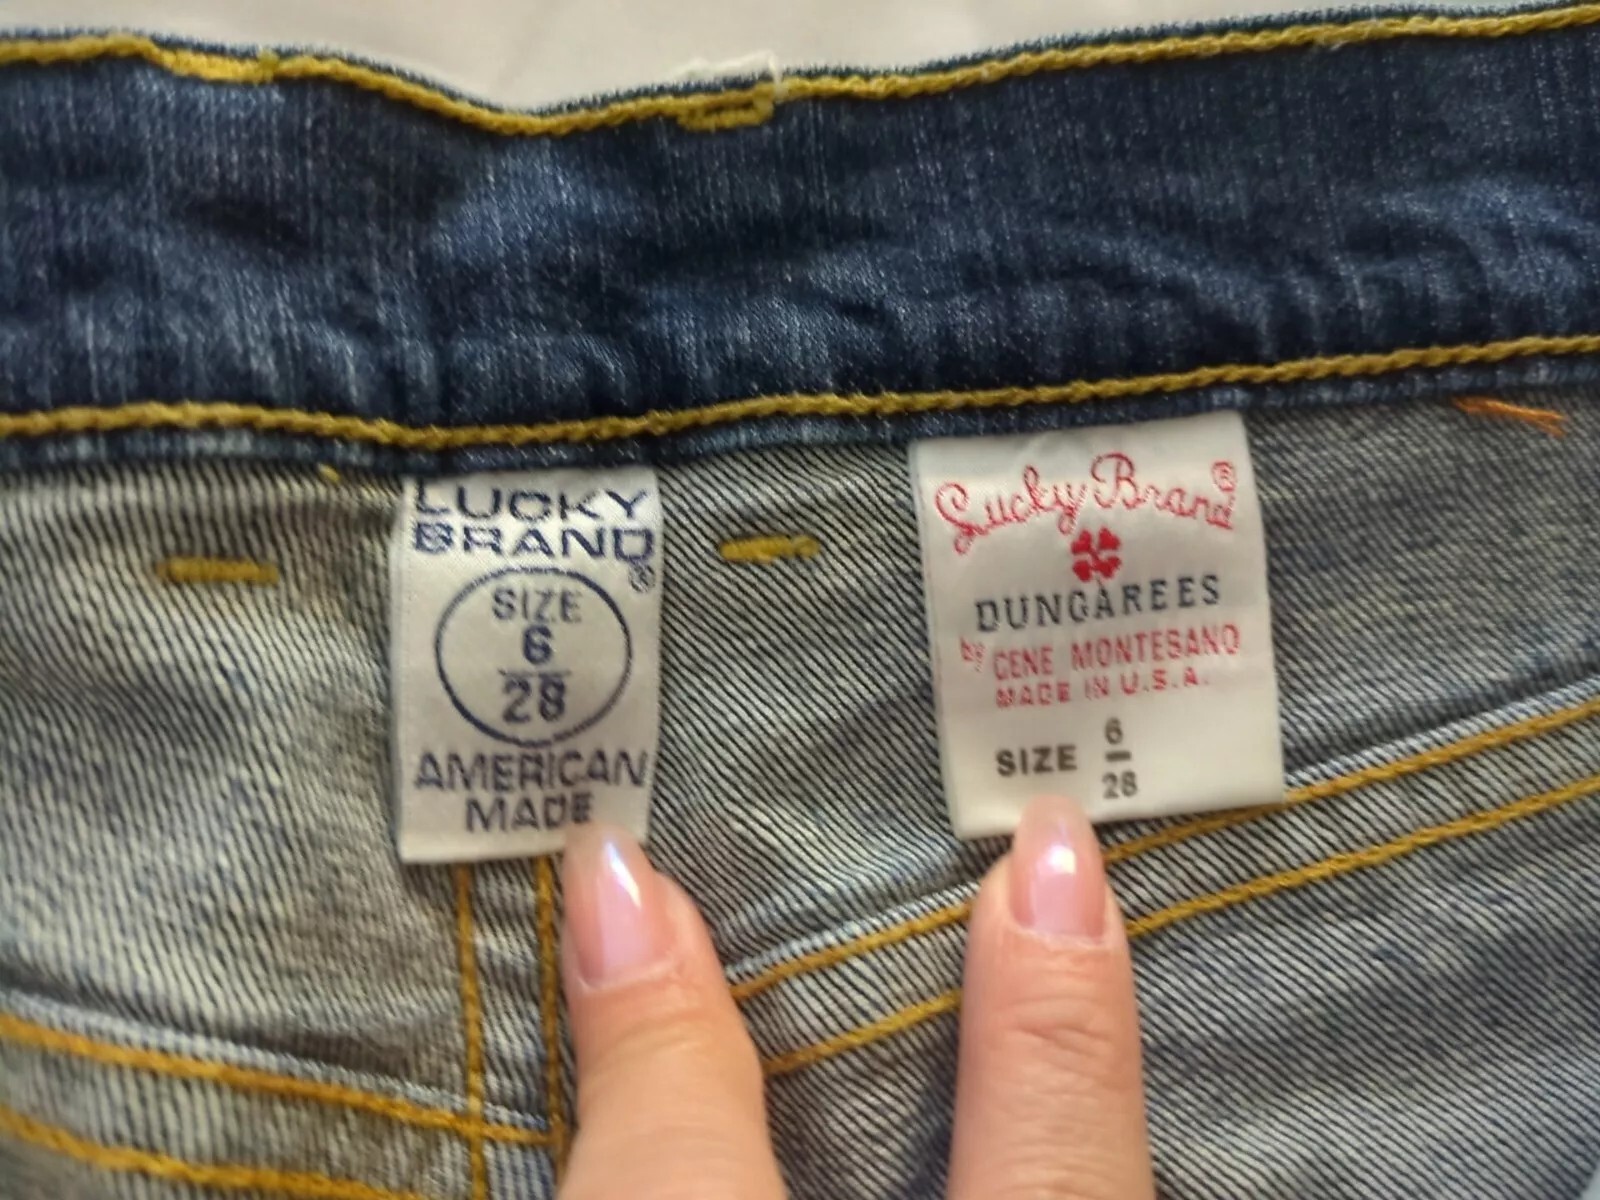 LUCKY
BRAND®
SIZE
6
28
AMERICAN
MADE
Lucky Brand®
DUNGAREES
by GENE MONTESANO
MADE IN U.S.A.
SIZE 6
28